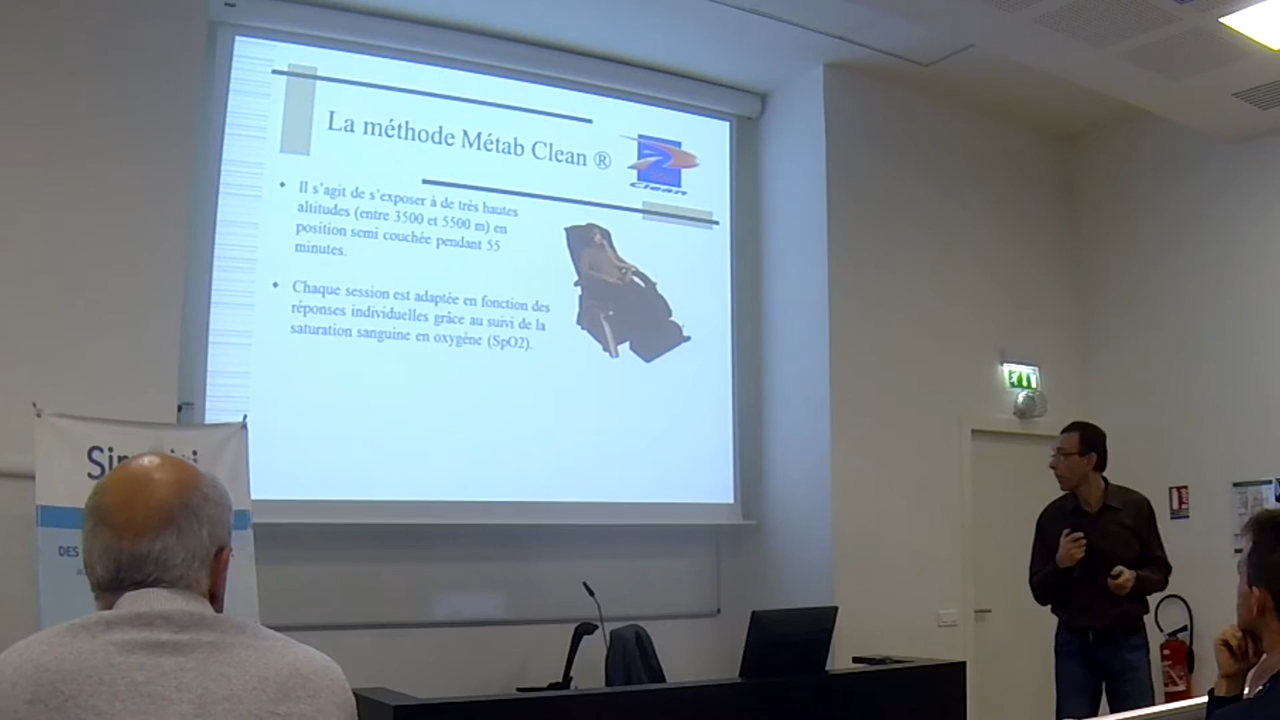 La méthode Métab Clean ®
Clean
• Il s’agit de s’exposer à de très hautes
altitudes (entre 3500 et 5500 m) en
position semi couchée pendant 55
minutes.
• Chaque session est adaptée en fonction des
réponses individuelles grâce au suivi de la
saturation sanguine en oxygène (SpO2).
DES